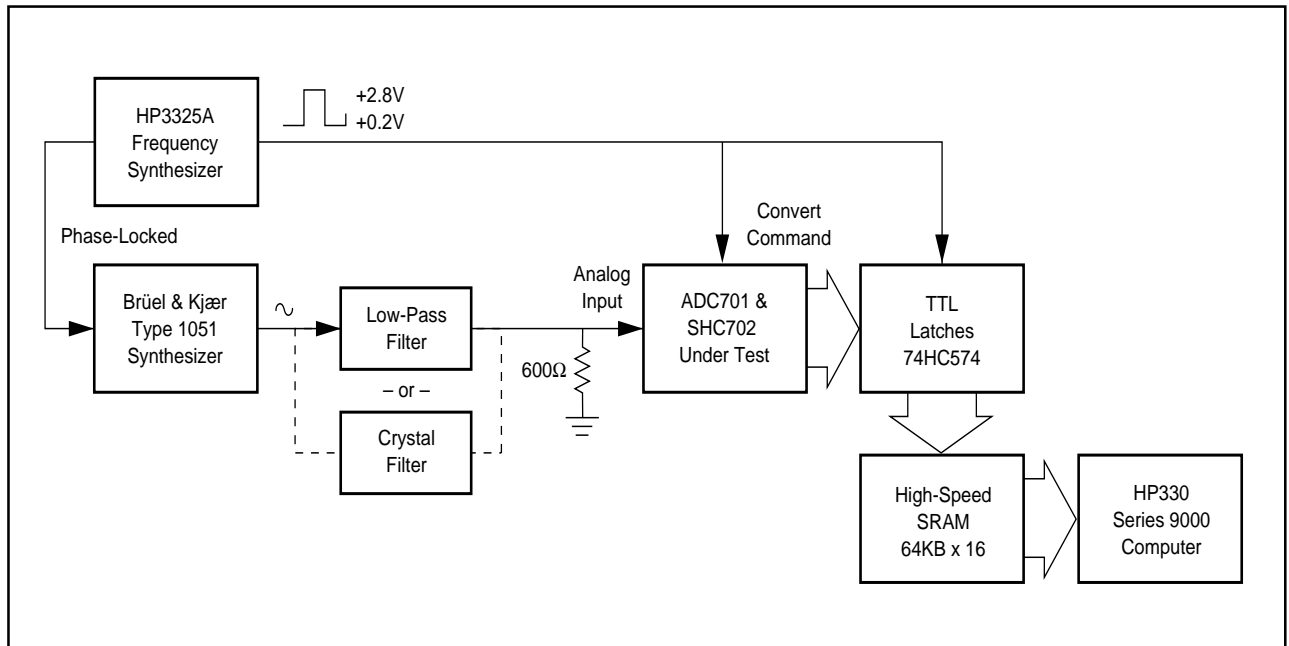 HP3325A
Frequency
Synthesizer
+2.8V
+0.2V
Phase-Locked
Convert
Command
Brüel & Kjær
Type 1051
Synthesizer
Low-Pass
Filter
– or –
Crystal
Filter
Analog
Input
600Ω
ADC701 &
SHC702
Under Test
TTL
Latches
74HC574
High-Speed
SRAM
64KB x 16
HP330
Series 9000
Computer